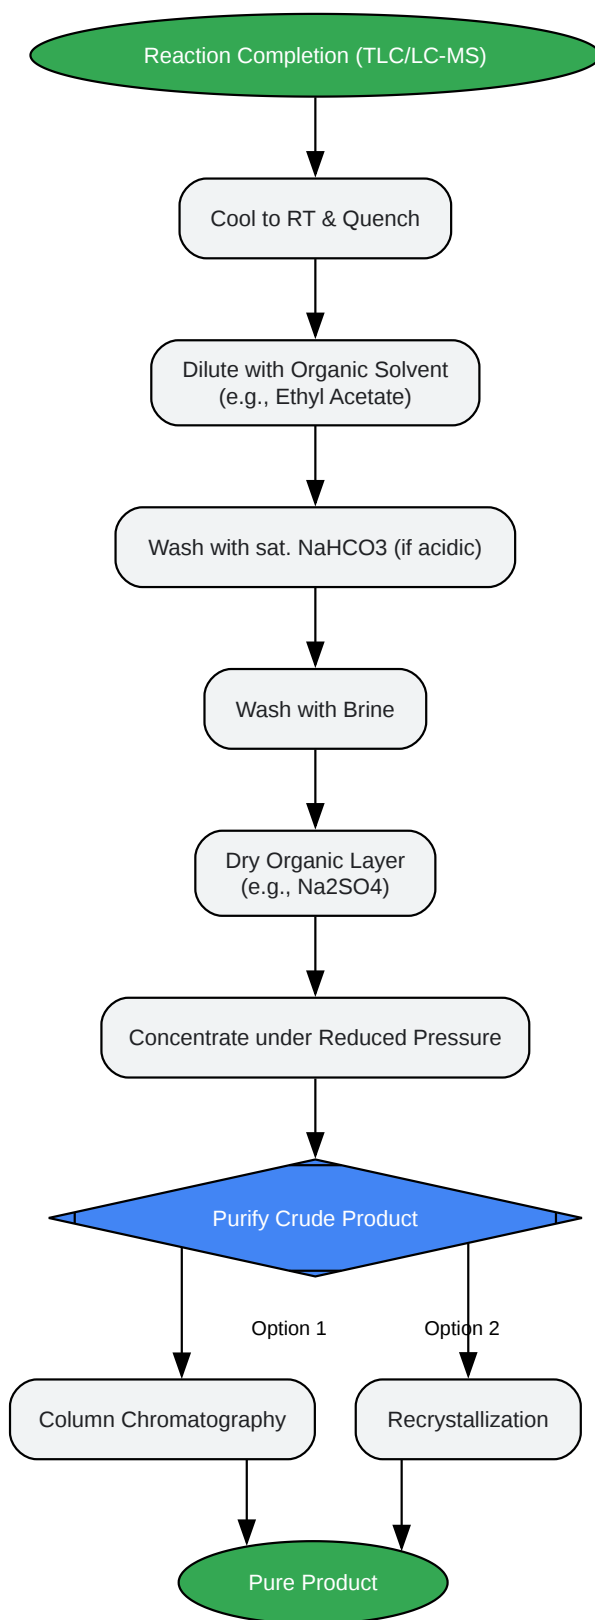 Reaction Completion (TLC/LC-MS)
Cool to RT & Quench
Dilute with Organic Solvent
(e.g., Ethyl Acetate)
Wash with sat. NaHCO3 (if acidic)
Wash with Brine
Dry Organic Layer
(e.g., Na2SO4)
Concentrate under Reduced Pressure
Purify Crude Product
Option 1
Option 2
Column Chromatography
Recrystallization
Pure Product